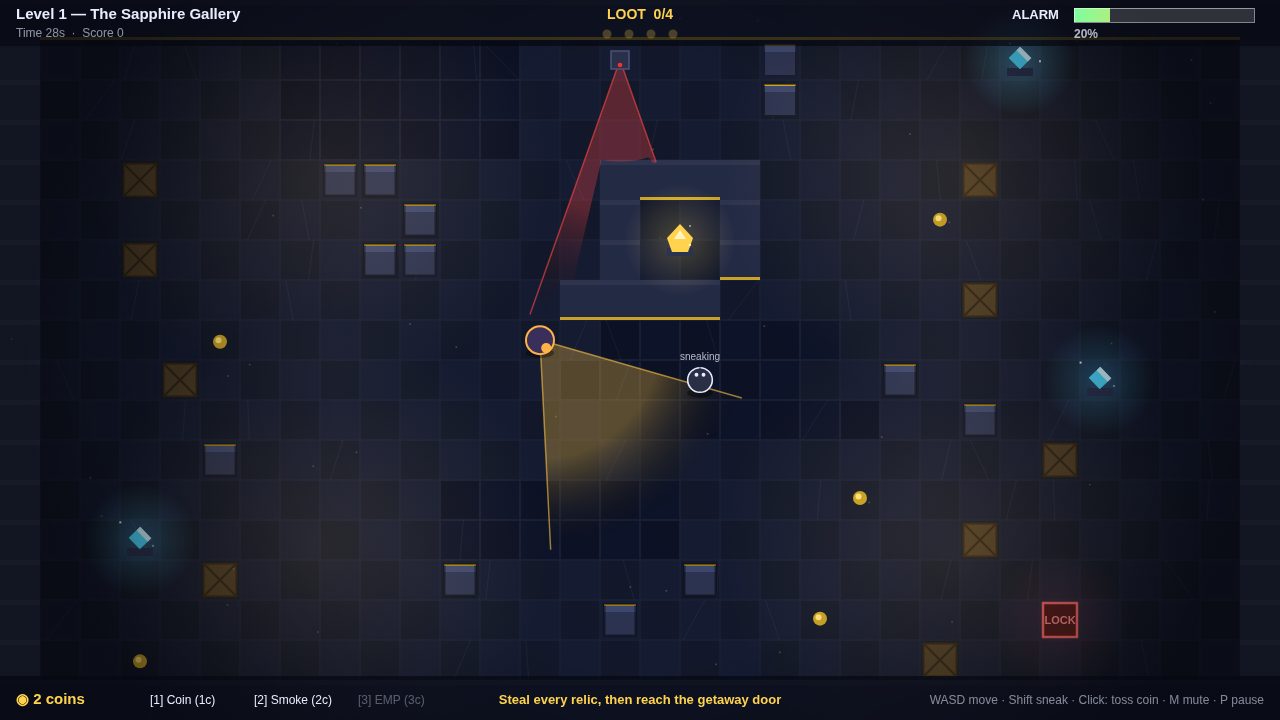 Level 1 — The Sapphire Gallery
LOOT 0/4
ALARM
Time 28s · Score 0
20%
sneaking
LOCK
◉ 2 coins
[1] Coin (1c)
[2] Smoke (2c)
[3] EMP (3c)
Steal every relic, then reach the getaway door
WASD move · Shift sneak · Click: toss coin · M mute · P pause